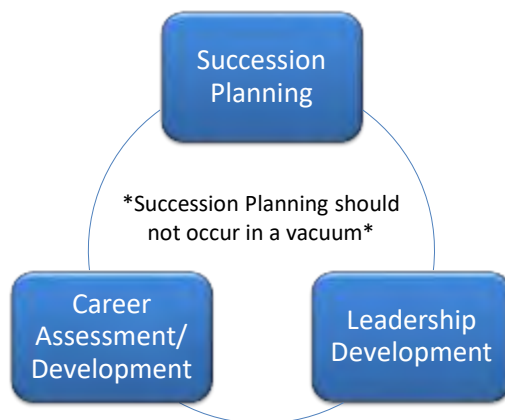 Succession
Planning
*Succession Planning should
not occur in a vacuum*
Career
Assessment/
Development
Leadership
Development